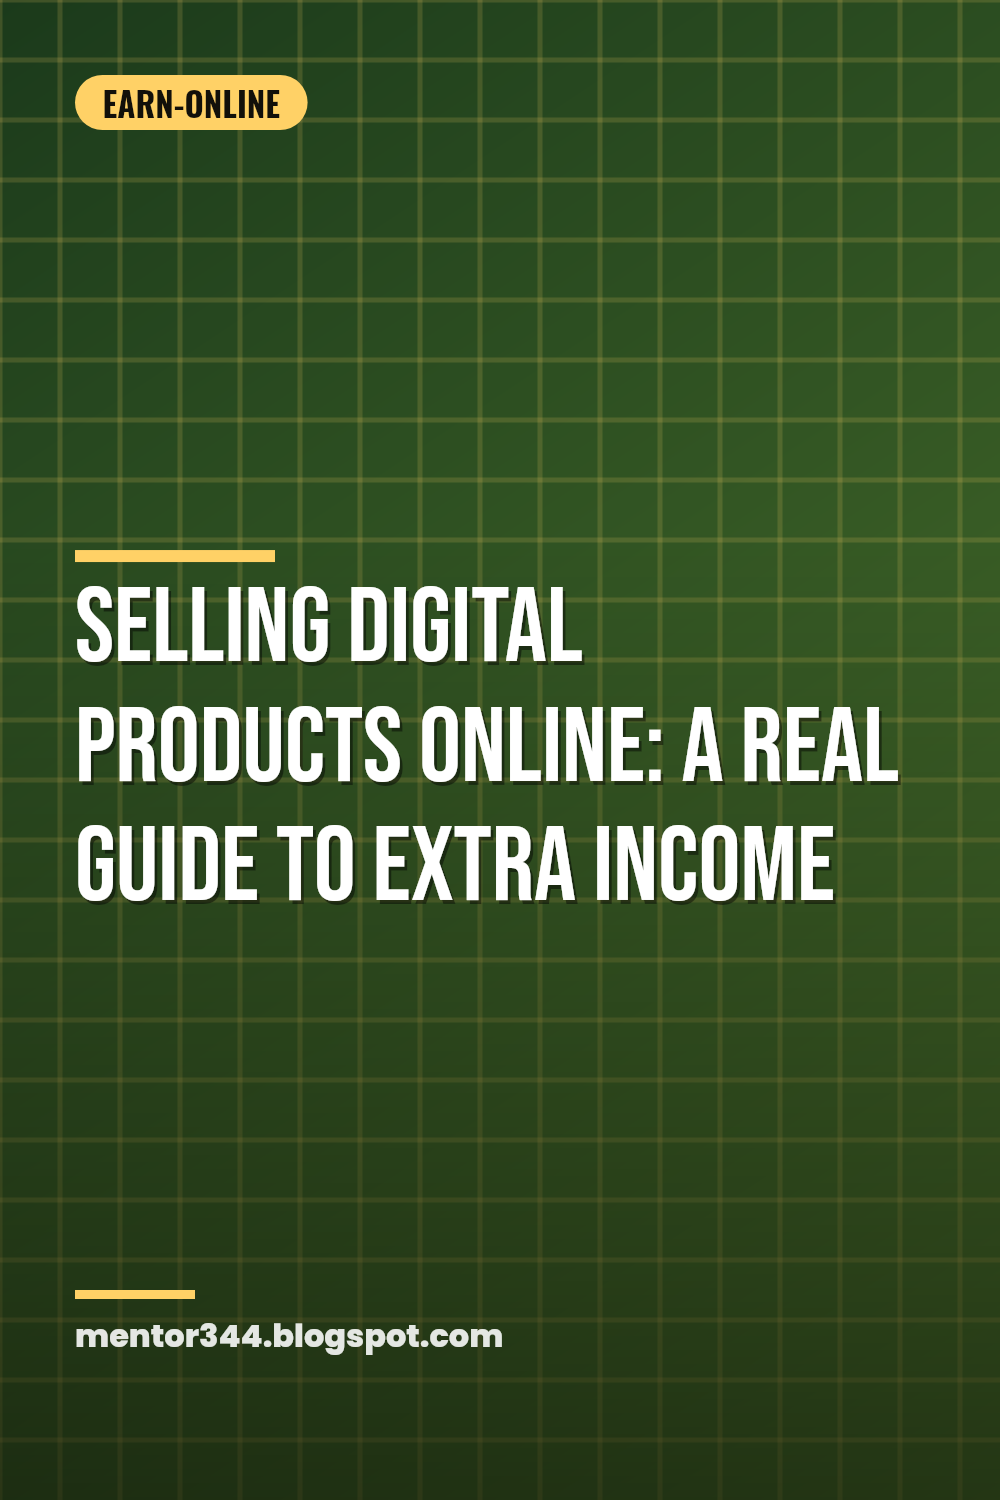 EARN-ONLINE
SELLING DIGITAL
PRODUCTS ONLINE: A REAL
GUIDE TO EXTRA INCOME
mentor344.blogspot.com